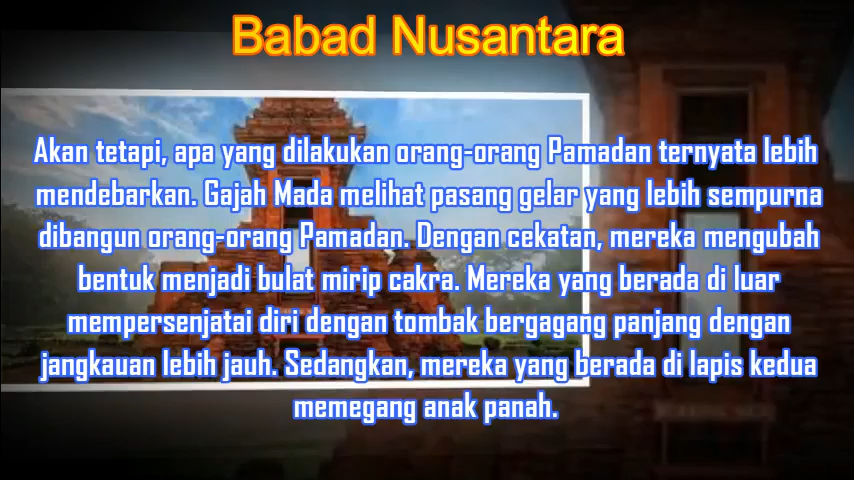 Babad Nusantara
Akan tetapi, apa yang dilakukan orang-orang Pamadan ternyata lebih
mendebarkan. Gajah Mada melihat pasang gelar yang lebih sempurna
dibangun orang-orang Pamadan. Dengan cekatan, mereka mengubah
bentuk menjadi bulat mirip cakra. Mereka yang berada di luar
mempersenjatai diri dengan tombak bergagang panjang dengan
jangkauan lebih jauh. Sedangkan, mereka yang berada di lapis kedua
memegang anak panah.